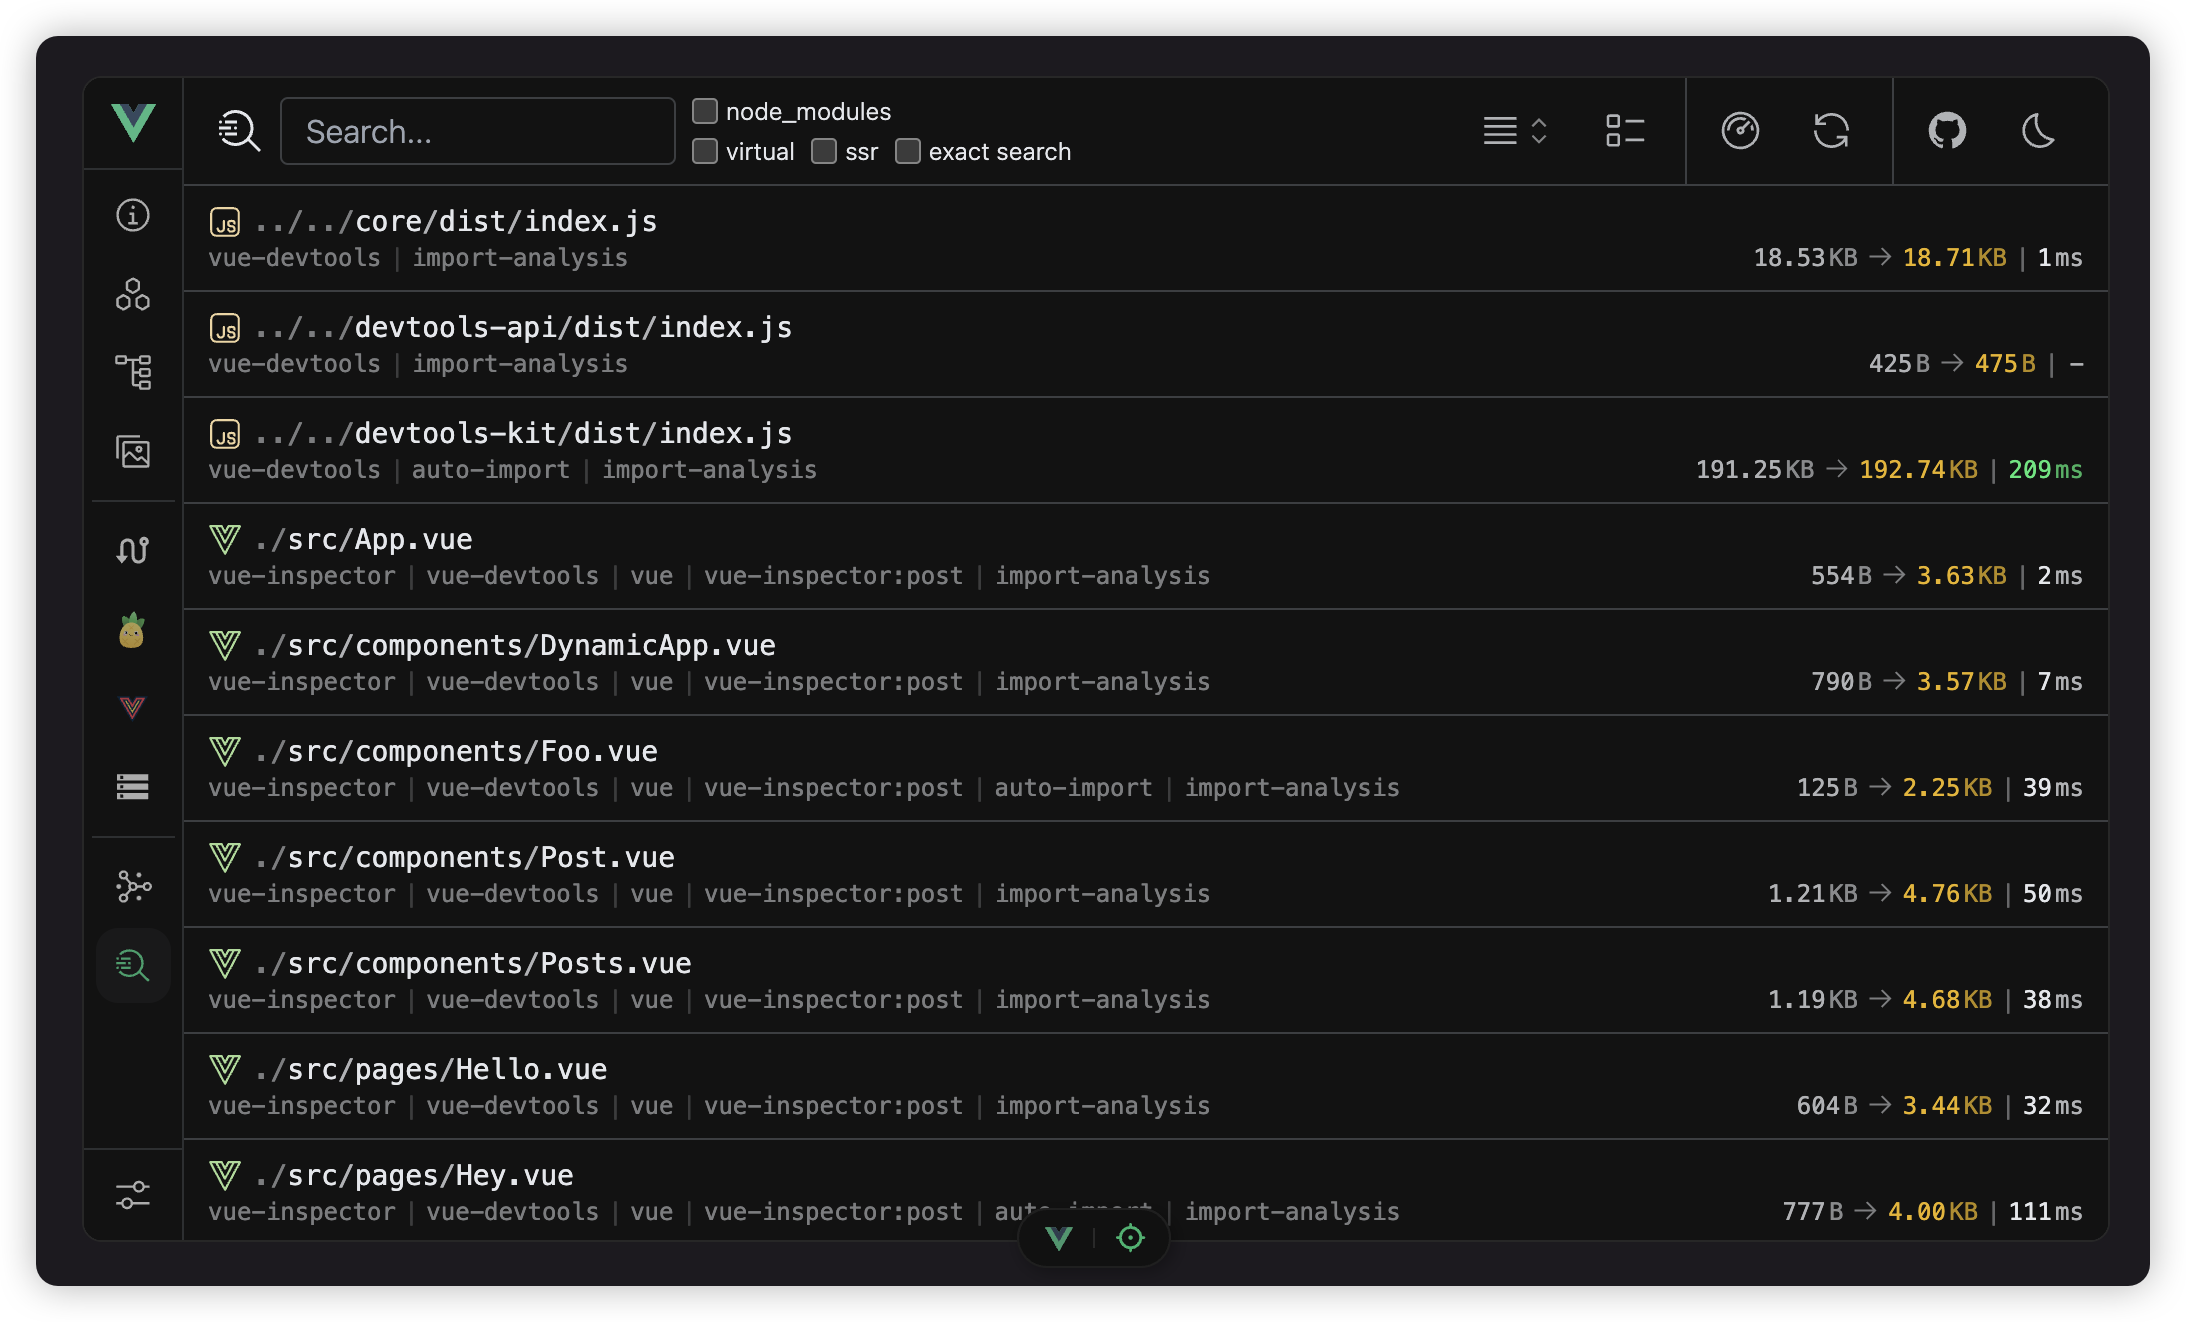 Search...
node_modules
virtual ssr exact search
JS ../../core/dist/index.js
vue-devtools | import-analysis 18.53KB → 18.71KB | 1ms
JS ../../devtools-api/dist/index.js
vue-devtools | import-analysis 425B → 475B | –
JS ../../devtools-kit/dist/index.js
vue-devtools | auto-import | import-analysis 191.25KB → 192.74KB | 209ms
./src/App.vue
vue-inspector | vue-devtools | vue | vue-inspector:post | import-analysis 554B → 3.63KB | 2ms
./src/components/DynamicApp.vue
vue-inspector | vue-devtools | vue | vue-inspector:post | import-analysis 790B → 3.57KB | 7ms
./src/components/Foo.vue
vue-inspector | vue-devtools | vue | vue-inspector:post | auto-import | import-analysis 125B → 2.25KB | 39ms
./src/components/Post.vue
vue-inspector | vue-devtools | vue | vue-inspector:post | import-analysis 1.21KB → 4.76KB | 50ms
./src/components/Posts.vue
vue-inspector | vue-devtools | vue | vue-inspector:post | import-analysis 1.19KB → 4.68KB | 38ms
./src/pages/Hello.vue
vue-inspector | vue-devtools | vue | vue-inspector:post | import-analysis 604B → 3.44KB | 32ms
./src/pages/Hey.vue
vue-inspector | vue-devtools | vue | vue-inspector:post | auto-import | import-analysis 777B → 4.00KB | 111ms